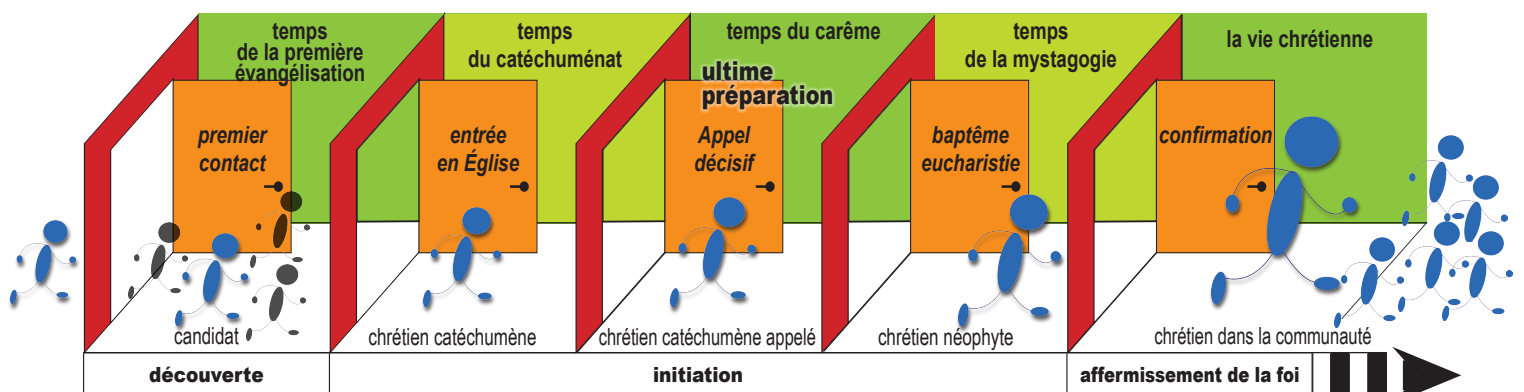 temps
de la première
évangélisation
temps
du catéchuménat
temps du carême
ultime
préparation
temps
de la mystagogie
la vie chrétienne
premier
contact
entrée
en Église
Appel
décisif
baptême
eucharistie
confirmation
candidat
chrétien catéchumène
chrétien catéchumène appelé
chrétien néophyte
chrétien dans la communauté
découverte
initiation
affermissement de la foi